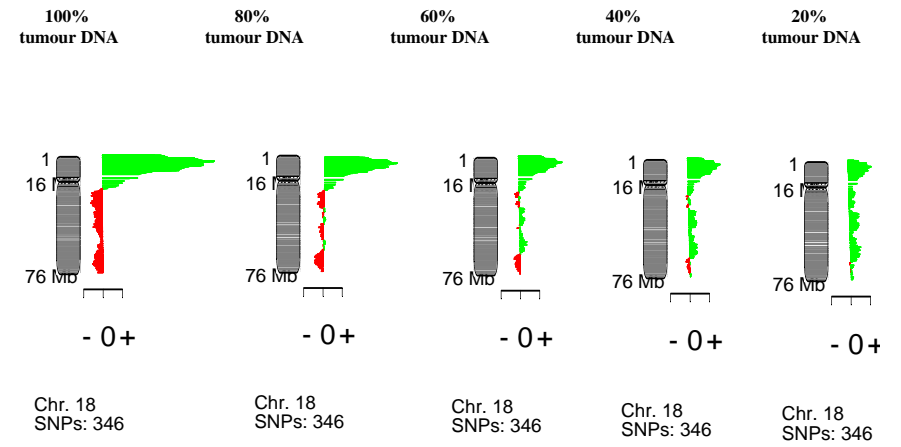 100%
tumour DNA
80%
tumour DNA
60%
tumour DNA
40%
tumour DNA
20%
tumour DNA
1
16 M
76 Mb
- 0+
Chr. 18
SNPs: 346
1
16 M
76 Mb
- 0+
Chr. 18
SNPs: 346
1
16 M
76 Mb
- 0+
Chr. 18
SNPs: 346
1
16 M
76 Mb
- 0+
Chr. 18
SNPs: 346
1
16 M
76 Mb
- 0+
Chr. 18
SNPs: 346